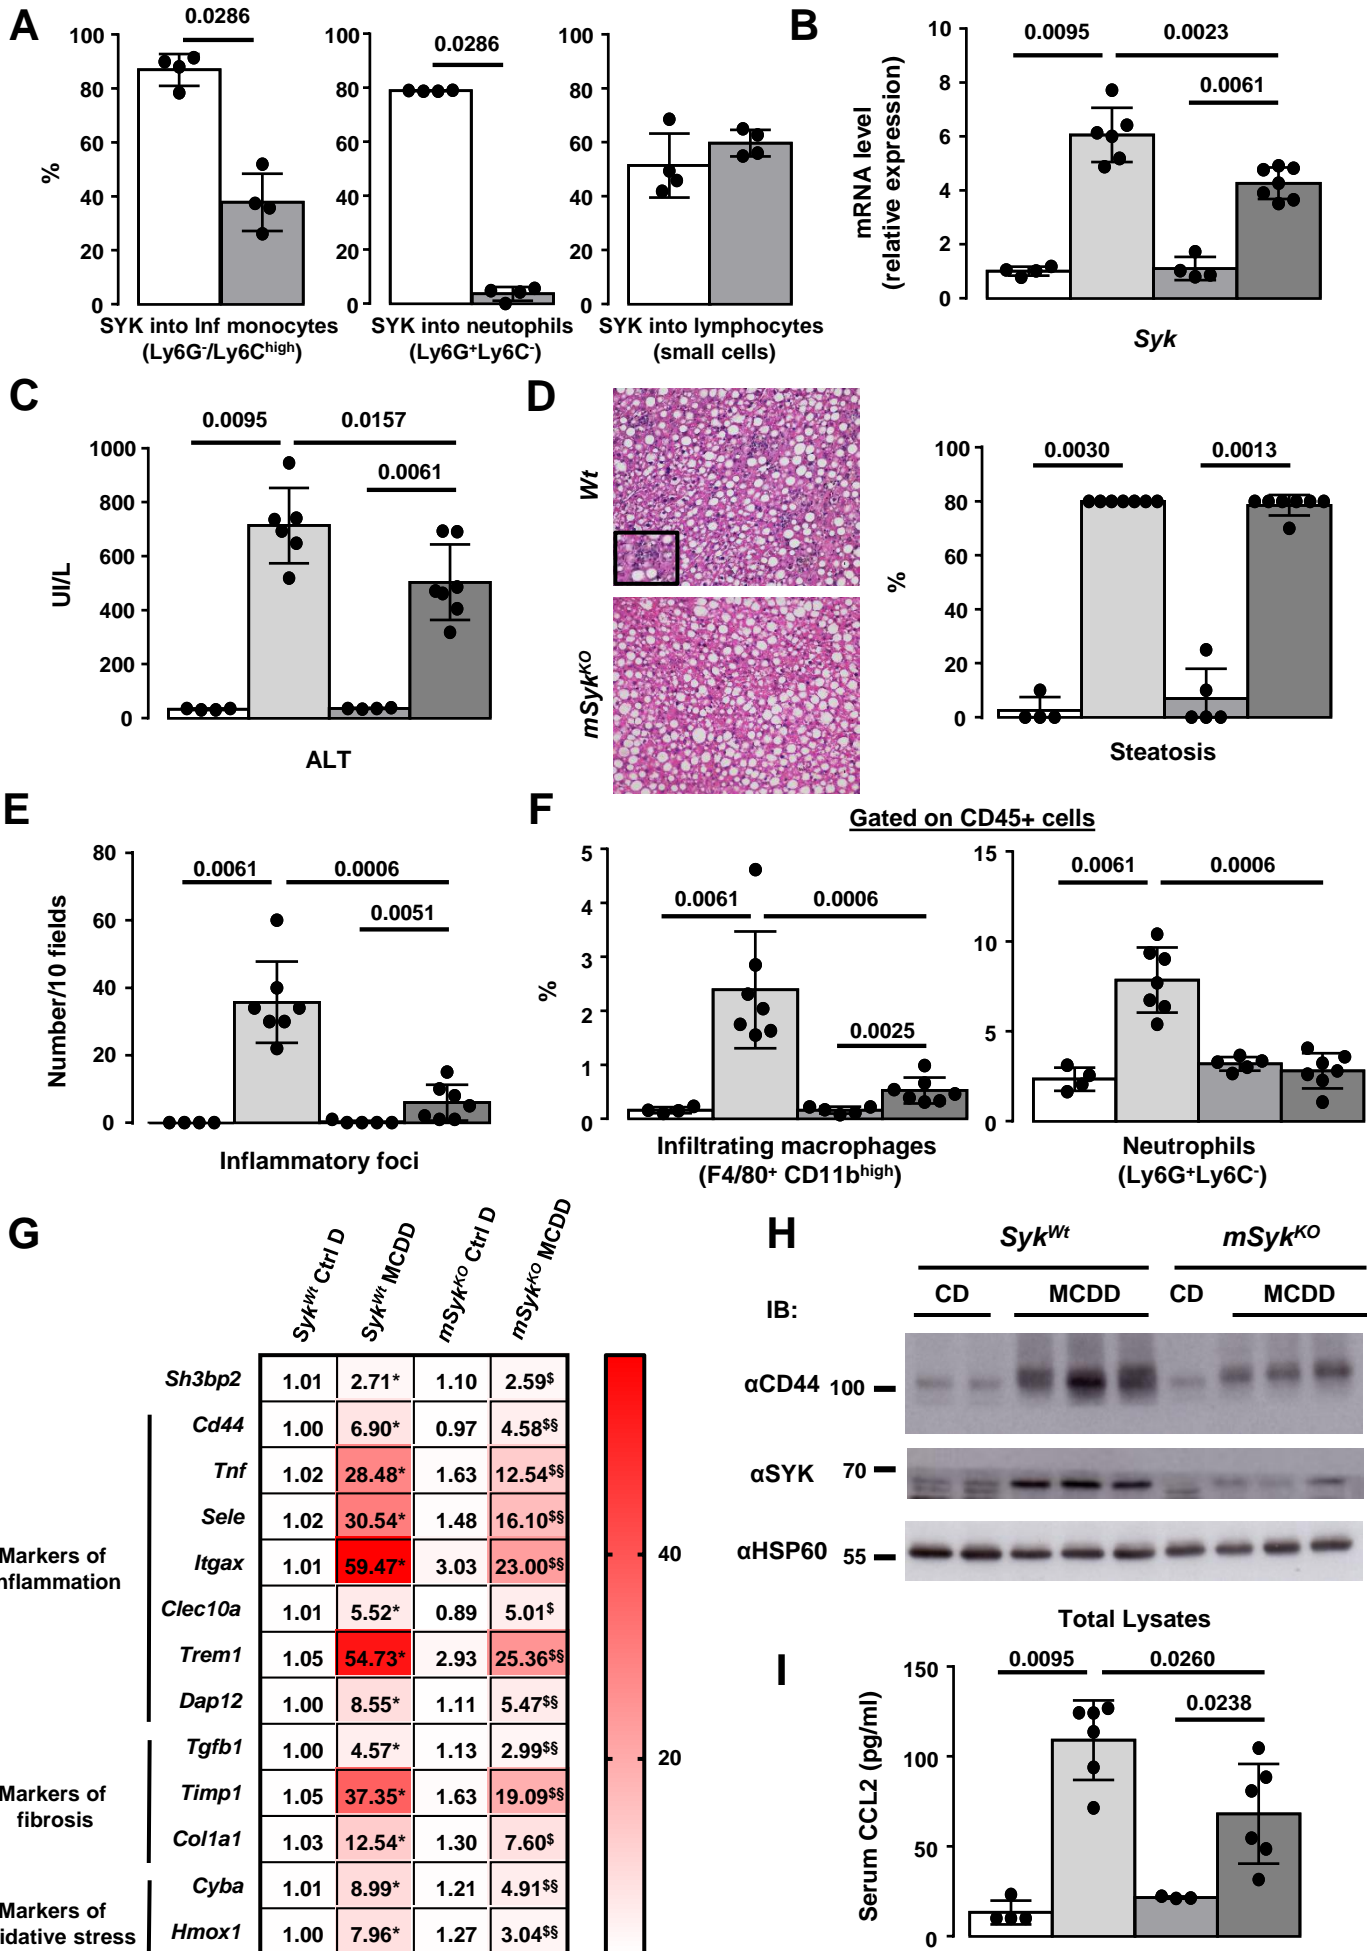 A
0.0286
0.0286
100
80
60
40
20
0
%
100
80
60
40
20
0
100
80
60
40
20
0
SYK into Inf monocytes
(Ly6G-/Ly6Chigh)
SYK into neutophils
(Ly6G+Ly6C-)
SYK into lymphocytes
(small cells)
B
0.0095
0.0023
0.0061
10
8
6
4
2
0
mRNA level
(relative expression)
Syk
C
0.0095
0.0157
0.0061
1000
800
600
400
200
0
UI/L
ALT
D
Wt
mSykKO
0.0030
0.0013
100
80
60
40
20
0
%
Steatosis
E
0.0061
0.0006
0.0051
80
60
40
20
0
Number/10 fields
Inflammatory foci
F
Gated on CD45+ cells
0.0061
0.0006
0.0025
5
4
3
2
1
0
%
Infiltrating macrophages
(F4/80+ CD11bhigh)
0.0061
0.0006
15
10
5
0
Neutrophils
(Ly6G+Ly6C-)
G
SykWt Ctrl D
SykWt MCDD
mSykKO Ctrl D
mSykKO MCDD
Sh3bp2 1.01 2.71* 1.10 2.59$
Cd44 1.00 6.90* 0.97 4.58$§
Tnf 1.02 28.48* 1.63 12.54$§
Sele 1.02 30.54* 1.48 16.10$§
Itgax 1.01 59.47* 3.03 23.00$§
Clec10a 1.01 5.52* 0.89 5.01$
Trem1 1.05 54.73* 2.93 25.36$§
Dap12 1.00 8.55* 1.11 5.47$§
Tgfb1 1.00 4.57* 1.13 2.99$§
Timp1 1.05 37.35* 1.63 19.09$§
Col1a1 1.03 12.54* 1.30 7.60$
Cyba 1.01 8.99* 1.21 4.91$§
Hmox1 1.00 7.96* 1.27 3.04$§
Markers of
nflammation
Markers of
fibrosis
Markers of
idative stress
40
20
H
SykWt
mSykKO
CD
MCDD
CD
MCDD
IB:
αCD44 100
αSYK 70
αHSP60 55
Total Lysates
I
0.0095
0.0260
0.0238
150
100
50
0
Serum CCL2 (pg/ml)